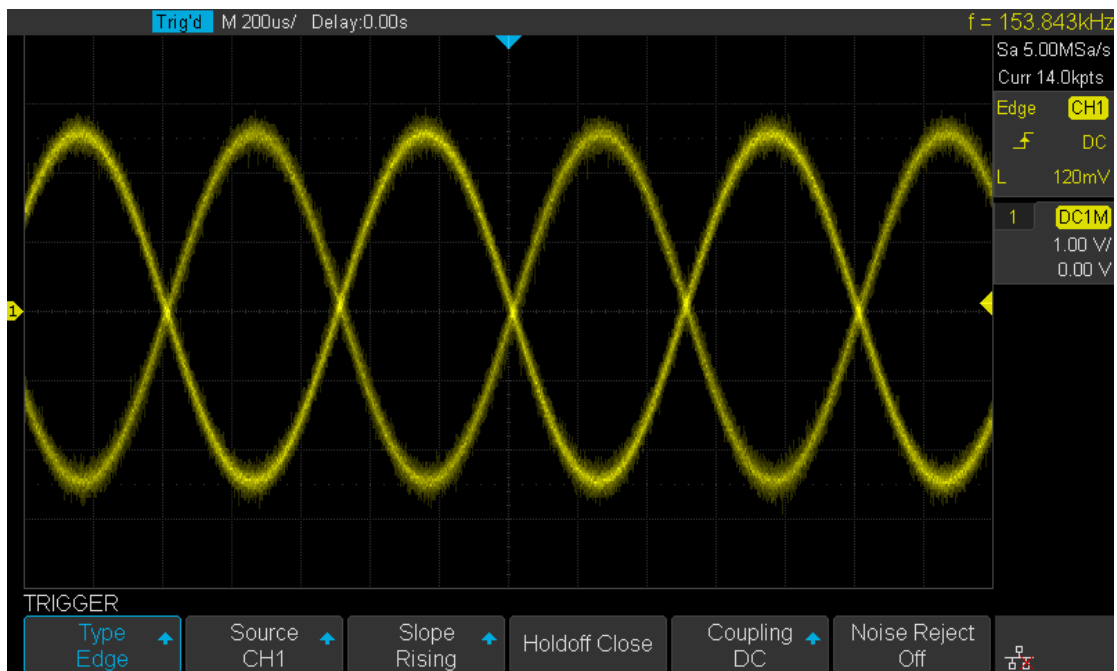 Trig'd M 200us/ Delay:0.00s f = 153.843kHz
Sa 5.00MSa/s
Curr 14.0kpts
Edge CH1
DC
L 120mV
1 DC1M
1.00 V/
0.00 V
1
TRIGGER
Type Source Slope Holdoff Close Coupling Noise Reject
Edge CH1 Rising DC Off